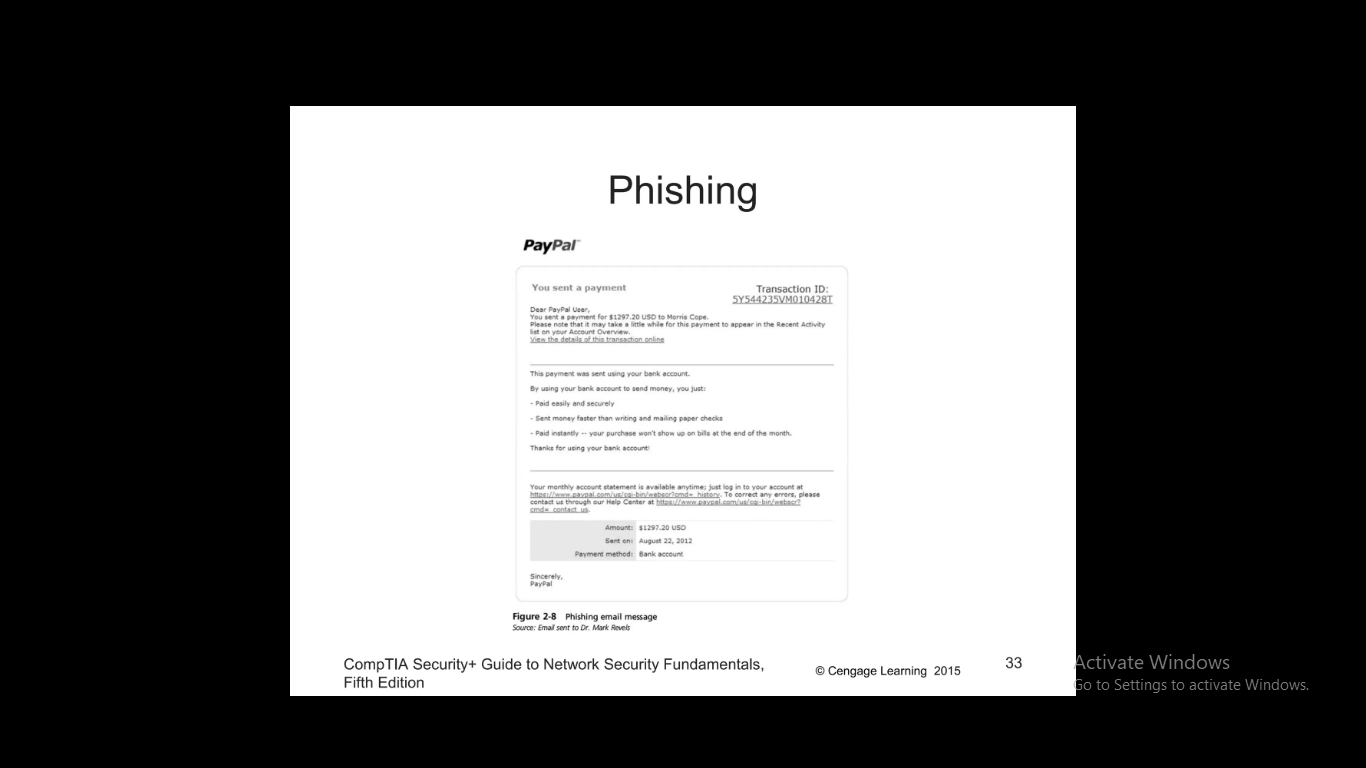 Phishing
PayPal™
You sent a payment
Transaction ID:
5Y544235VM010428T
Dear PayPal User,
You sent a payment for $1297.20 USD to Morris Cope.
Please note that it may take a little while for this payment to appear in the Recent Activity
list on your Account Overview.
View the details of this transaction online
This payment was sent using your bank account.
By using your bank account to send money, you just:
- Paid easily and securely
- Sent money faster than writing and mailing paper checks
- Paid instantly -- your purchase won't show up on bills at the end of the month.
Thanks for using your bank account!
Your monthly account statement is available anytime; just log in to your account at
https://www.paypal.com/us/cgi-bin/webscr?cmd=_history. To correct any errors, please
contact us through our Help Center at https://www.paypal.com/us/cgi-bin/webscr?
cmd=_contact_us.
Amount: $1297.20 USD
Sent on: August 22, 2012
Payment method: Bank account
Sincerely,
PayPal
Figure 2-8 Phishing email message
Source: Email sent to Dr. Mark Revels
CompTIA Security+ Guide to Network Security Fundamentals,
Fifth Edition
© Cengage Learning 2015
33
Activate Windows
Go to Settings to activate Windows.